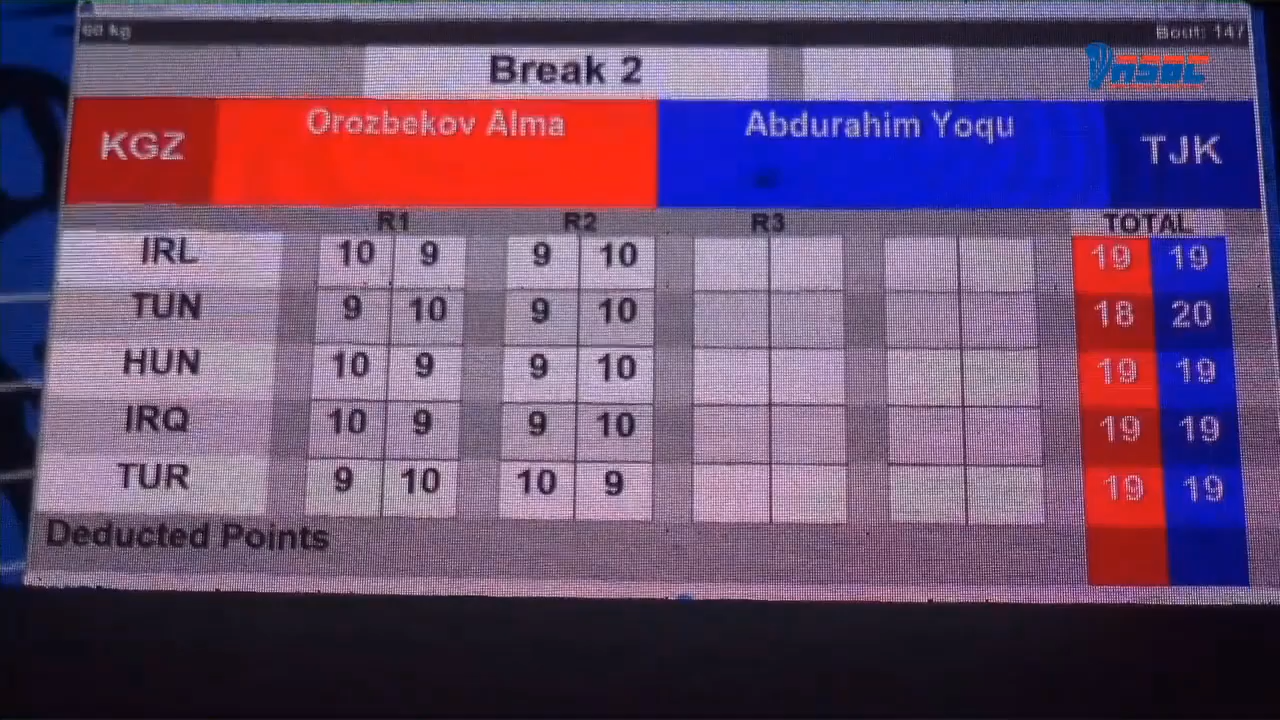 60 kg Bout: 147
Break 2
KGZ Orozbekov Alma Abdurahim Yoqu TJK
R1 R2 R3 TOTAL
IRL 10 9 9 10 19 19
TUN 9 10 9 10 18 20
HUN 10 9 9 10 19 19
IRQ 10 9 9 10 19 19
TUR 9 10 10 9 19 19
Deducted Points